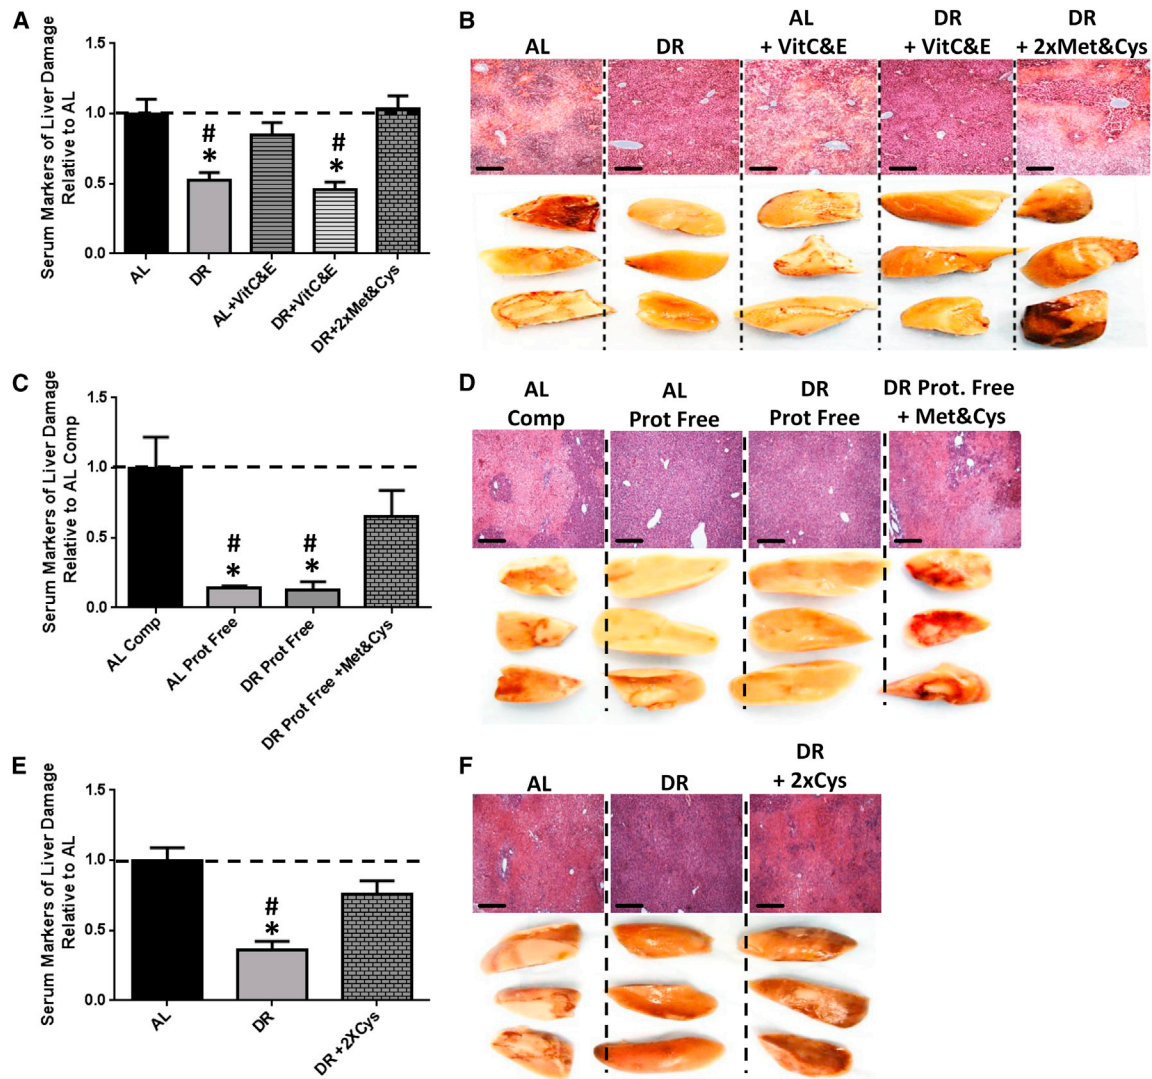 A
Serum Markers of Liver Damage
Relative to AL
1.5
1.0
0.5
0.0
#
*
#
*
AL
DR
AL+VitC&E
DR+VitC&E
DR+2xMet&Cys
B
AL
DR
AL
+ VitC&E
DR
+ VitC&E
DR
+ 2xMet&Cys
C
Serum Markers of Liver Damage
Relative to AL Comp
1.5
1.0
0.5
0.0
#
*
#
*
AL Comp
AL Prot Free
DR Prot Free
DR Prot Free +Met&Cys
D
AL
Comp
AL
Prot Free
DR
Prot Free
DR Prot. Free
+ Met&Cys
E
Serum Markers of Liver Damage
Relative to AL
1.5
1.0
0.5
0.0
#
*
AL
DR
DR +2XCys
F
AL
DR
DR
+ 2xCys